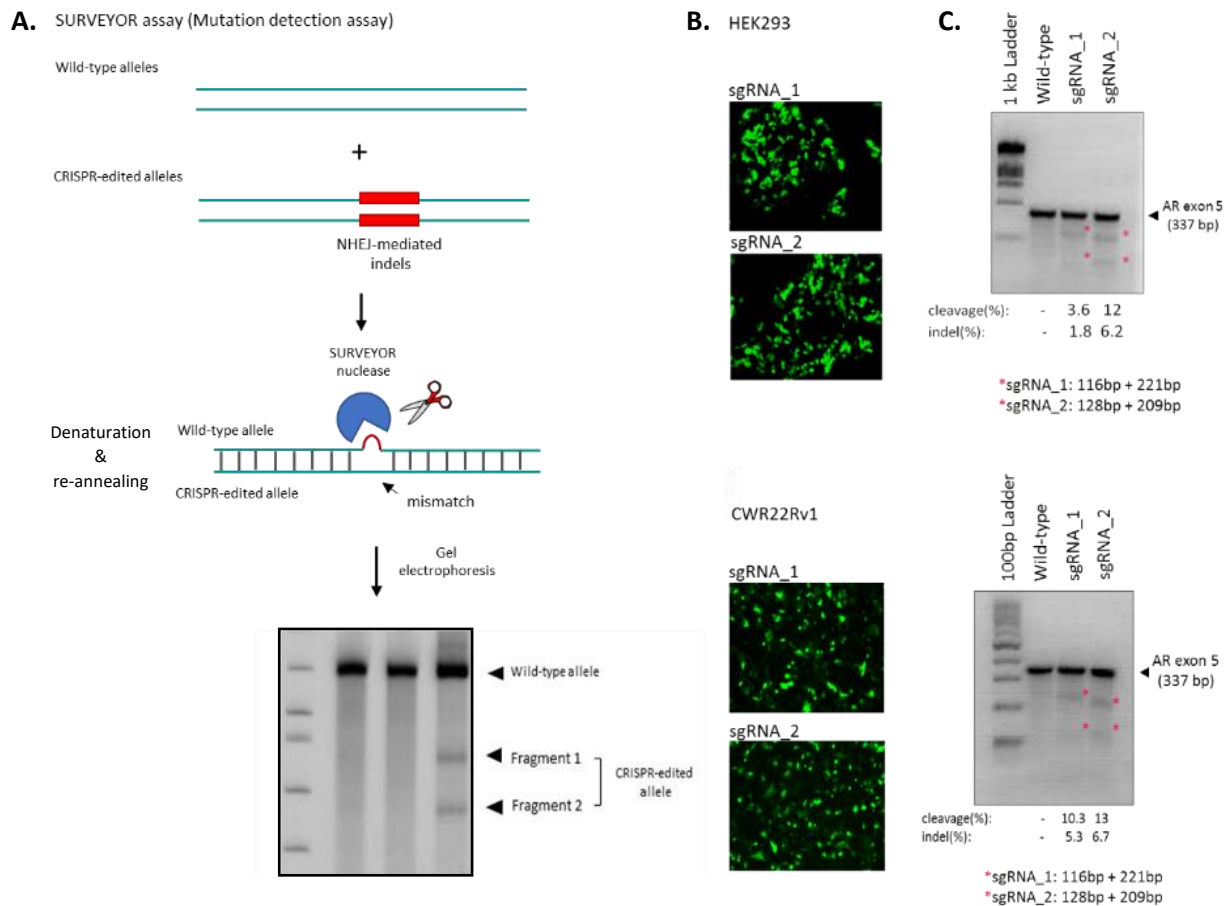 A.
SURVEYOR assay (Mutation detection assay)
Wild-type alleles
+
CRISPR-edited alleles
NHEJ-mediated
indels
SURVEYOR
nuclease
Denaturation
&
re-annealing
Wild-type allele
CRISPR-edited allele
mismatch
Gel
electrophoresis
Wild-type allele
Fragment 1
Fragment 2
CRISPR-edited
allele
B.
HEK293
sgRNA_1
sgRNA_2
CWR22Rv1
sgRNA_1
sgRNA_2
C.
1 kb Ladder
Wild-type
sgRNA_1
sgRNA_2
*
*
*
*
AR exon 5
(337 bp)
cleavage(%): - 3.6 12
indel(%): - 1.8 6.2
*sgRNA_1: 116bp + 221bp
*sgRNA_2: 128bp + 209bp
100bp Ladder
Wild-type
sgRNA_1
sgRNA_2
*
*
*
*
AR exon 5
(337 bp)
cleavage(%): - 10.3 13
indel(%): - 5.3 6.7
*sgRNA_1: 116bp + 221bp
*sgRNA_2: 128bp + 209bp